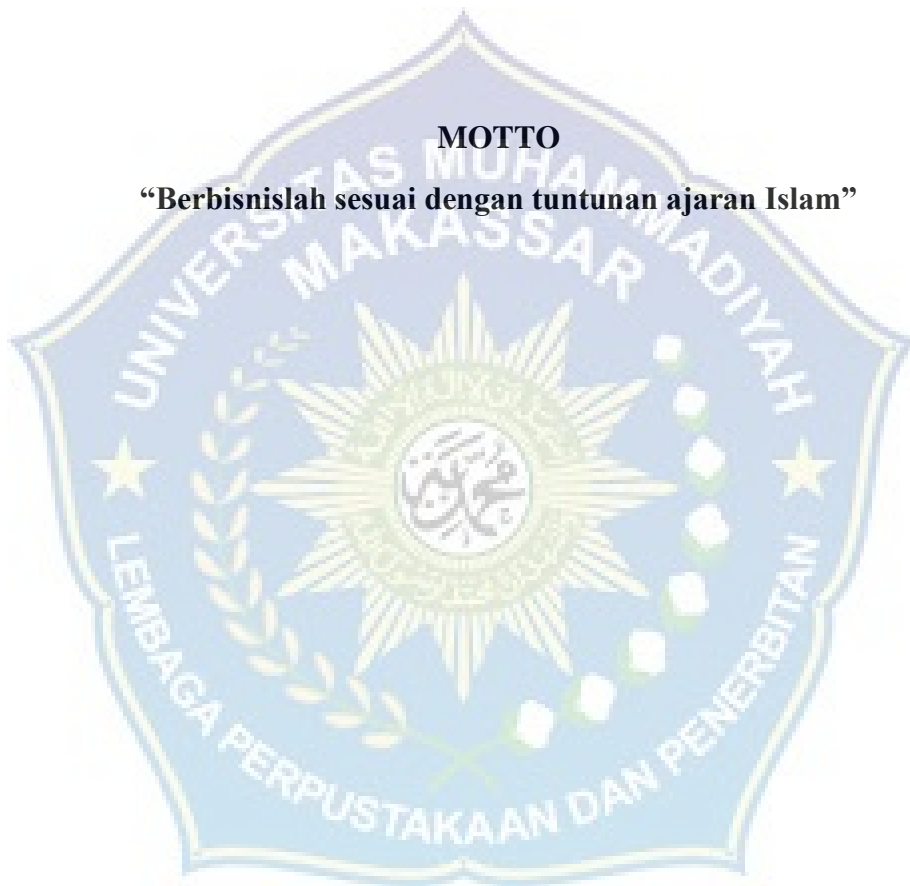 MOTTO
“Berbisnislah sesuai dengan tuntunan ajaran Islam”
UNIVERSITAS MUHAMMADIYAH
MAKASSAR
LEMBAGA PERPUSTAKAAN DAN PENERBITAN